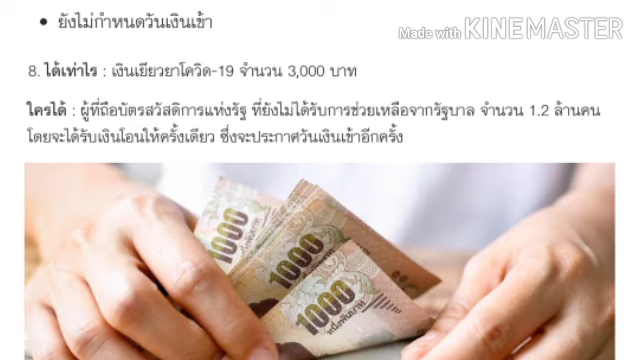 • ยังไม่กำหนดวันเงินเข้า
Made with KINEMASTER
8. ได้เท่าไร : เงินเยียวยาโควิด-19 จำนวน 3,000 บาท
ใครได้ : ผู้ที่ถือบัตรสวัสดิการแห่งรัฐ ที่ยังไม่ได้รับการช่วยเหลือจากรัฐบาล จำนวน 1.2 ล้านคน
โดยจะได้รับเงินโอนให้ครั้งเดียว ซึ่งจะประกาศวันเงินเข้าอีกครั้ง
1000
1000
1000
หนึ่งพันบาท